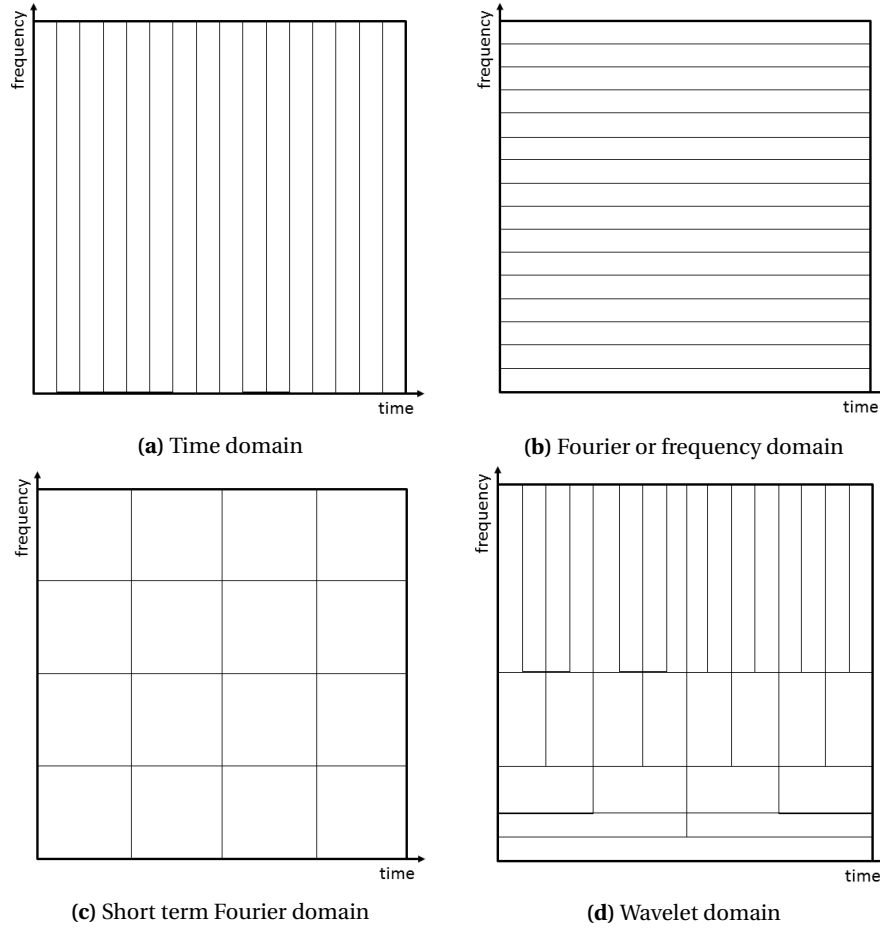 frequency
time
(a) Time domain
frequency
time
(b) Fourier or frequency domain
frequency
time
(c) Short term Fourier domain
frequency
time
(d) Wavelet domain